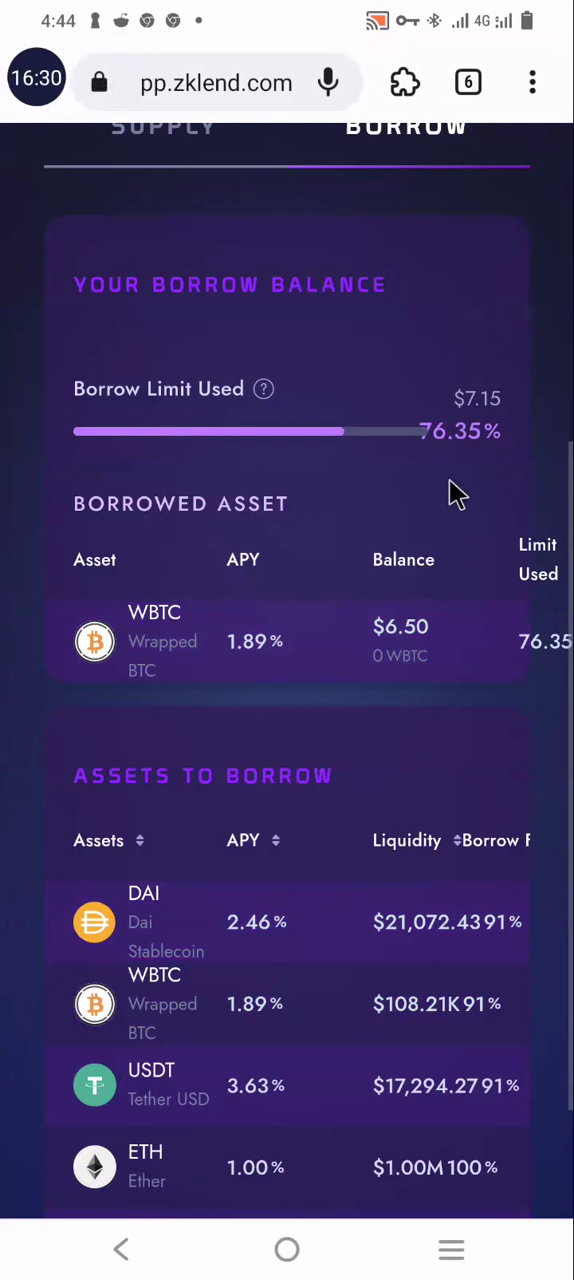 4:44
4G
16:30
pp.zklend.com
6
SUPPLY BORROW
YOUR BORROW BALANCE
Borrow Limit Used ?
$7.15
76.35%
BORROWED ASSET
Asset APY Balance Limit Used
WBTC
Wrapped BTC
1.89% $6.50
0 WBTC
76.35
ASSETS TO BORROW
Assets APY Liquidity Borrow F
DAI
Dai Stablecoin
2.46% $21,072.43 91%
WBTC
Wrapped BTC
1.89% $108.21K 91%
USDT
Tether USD
3.63% $17,294.27 91%
ETH
Ether
1.00% $1.00M 100%